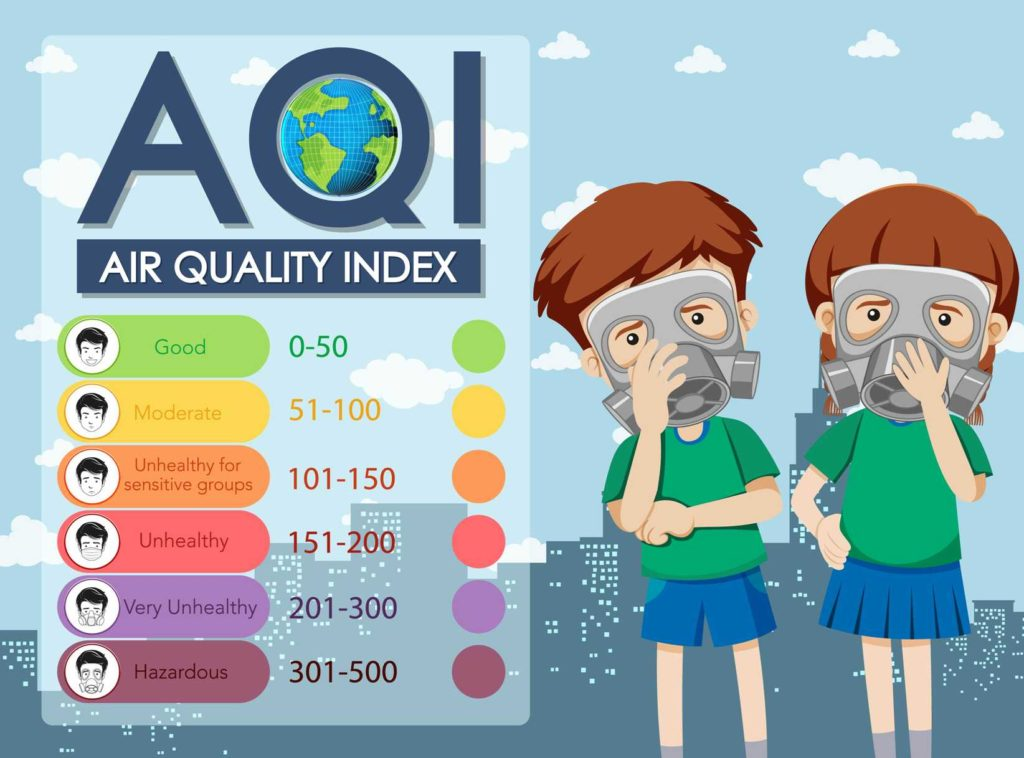 AQI
AIR QUALITY INDEX
Good 0-50
Moderate 51-100
Unhealthy for
sensitive groups 101-150
Unhealthy 151-200
Very Unhealthy 201-300
Hazardous 301-500